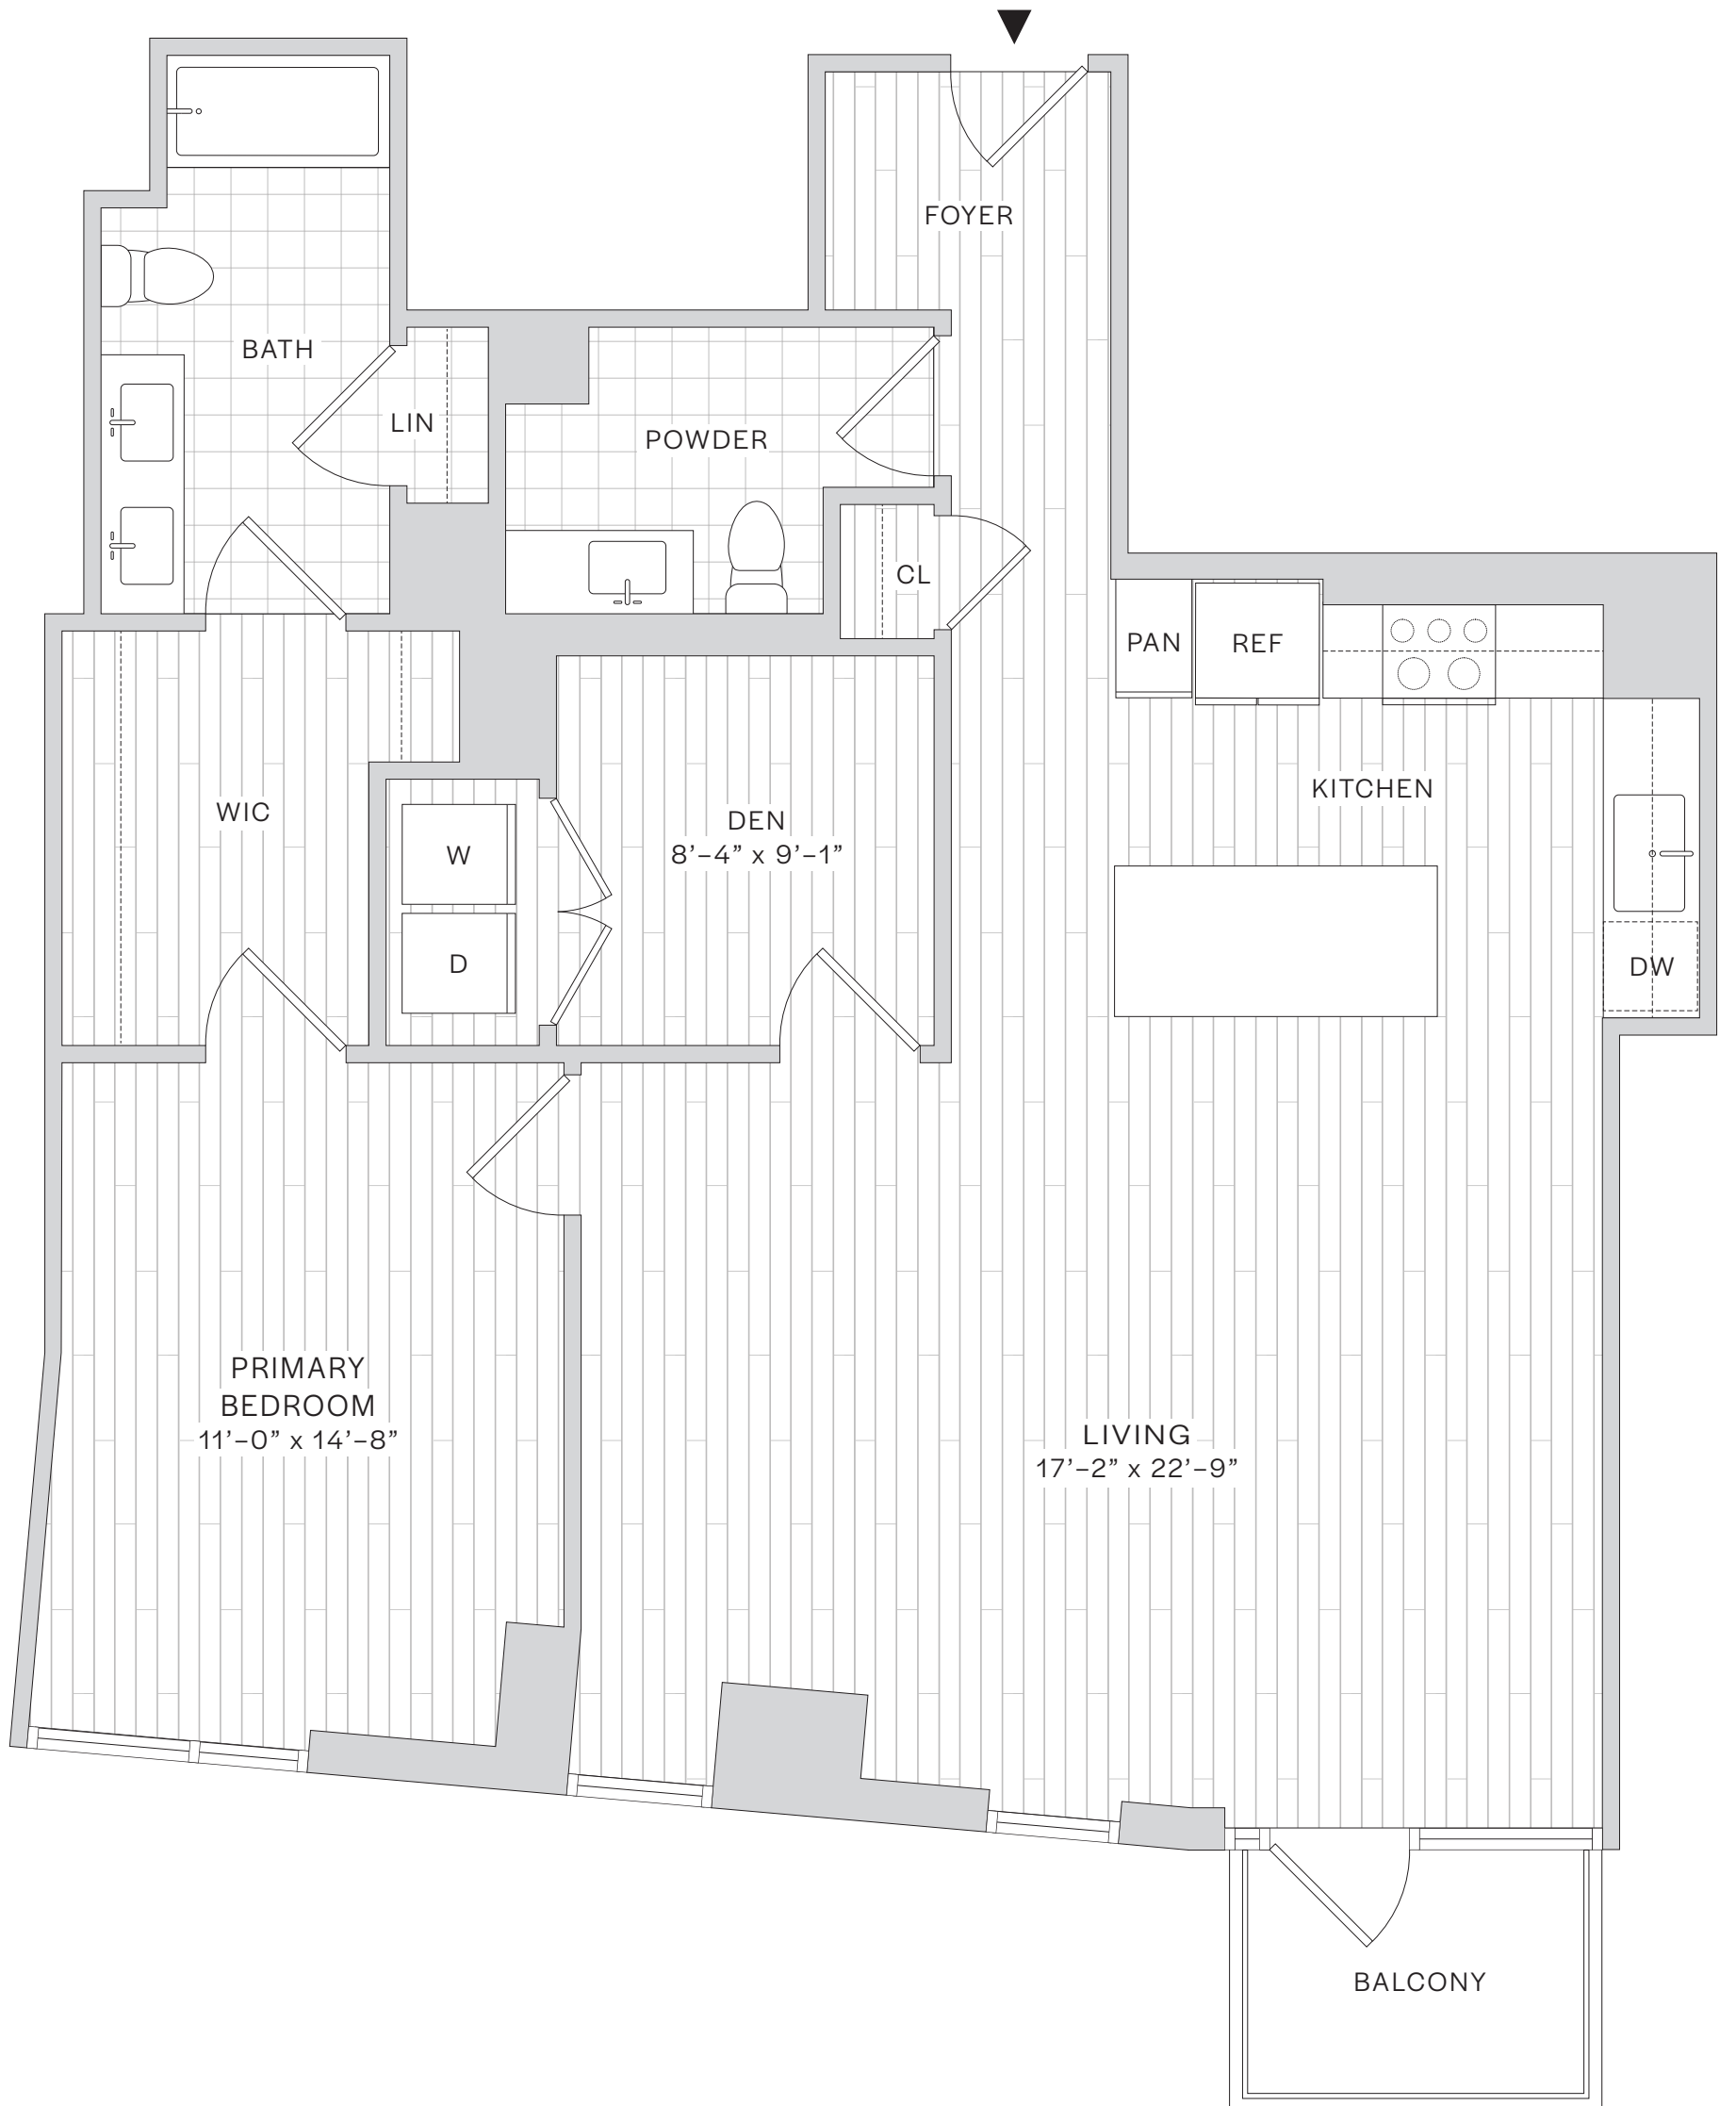 FOYER
BATH
LIN
POWDER
CL
PAN
REF
KITCHEN
WIC
DEN
8’–4” x 9’–1”
W
D
DW
PRIMARY
BEDROOM
11’–0” x 14’–8”
LIVING
17’–2” x 22’–9”
BALCONY